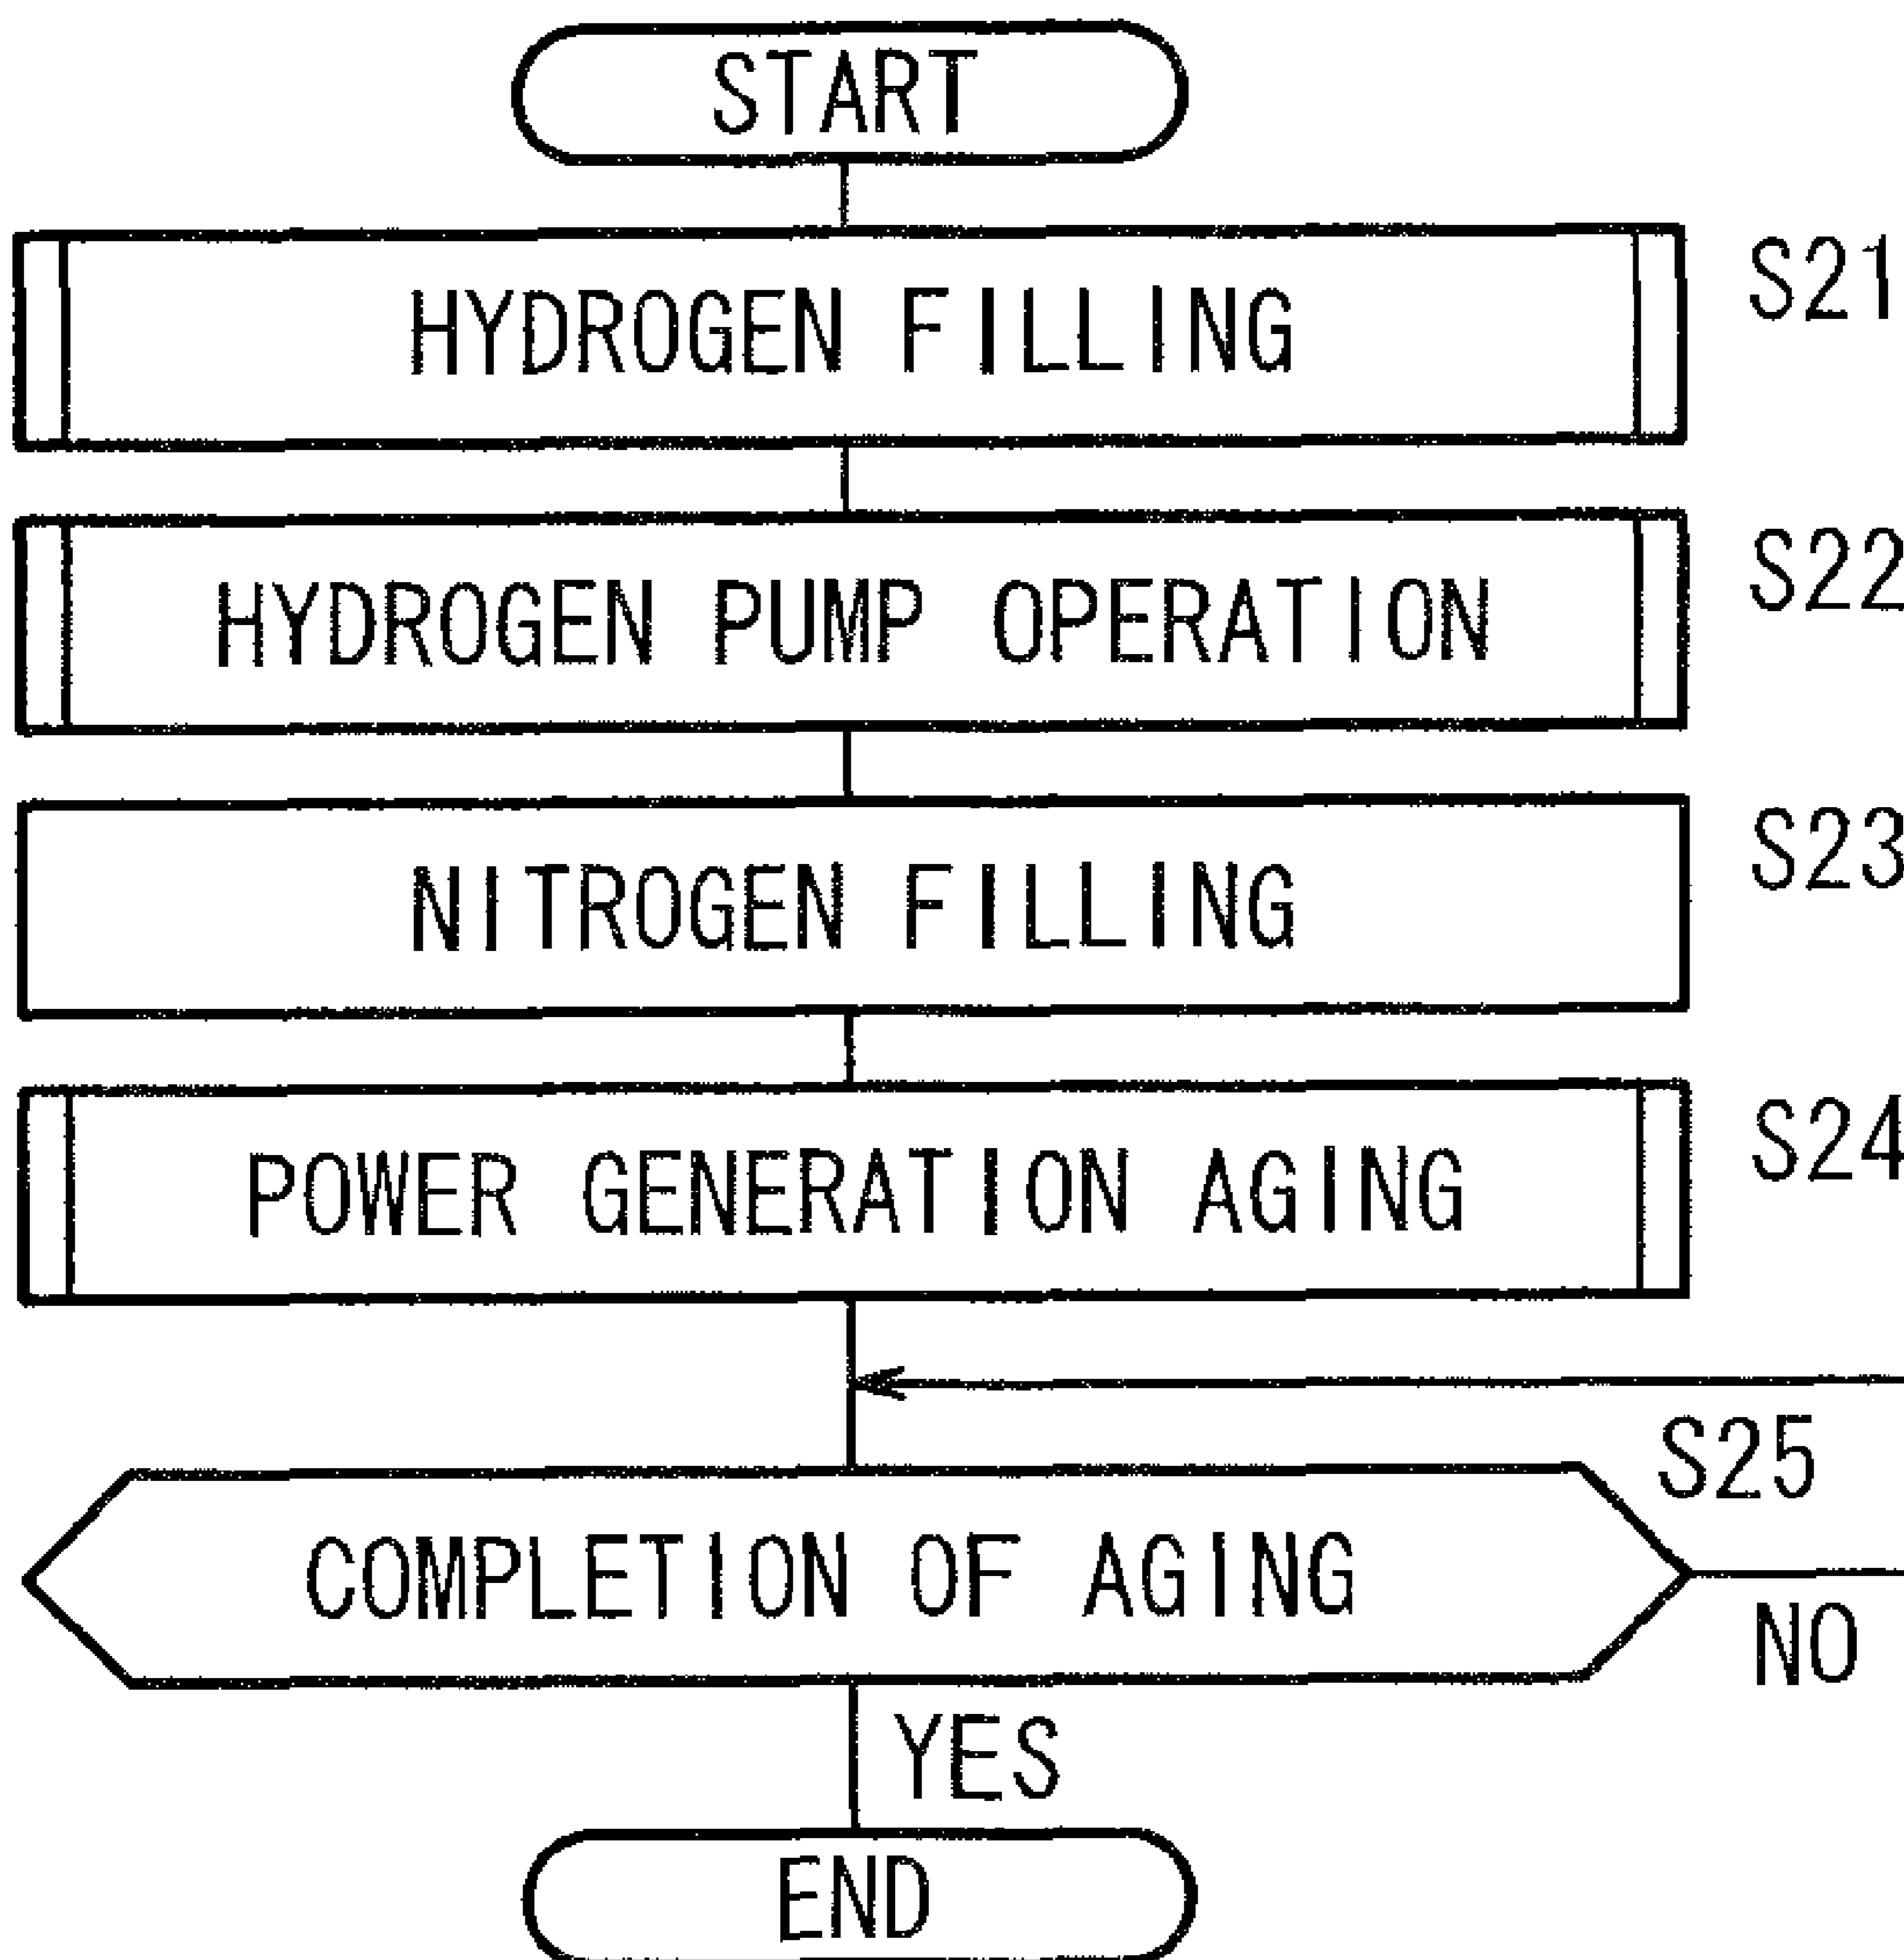 START
HYDROGEN FILLING S21
HYDROGEN PUMP OPERATION S22
NITROGEN FILLING S23
POWER GENERATION AGING S24
S25
COMPLETION OF AGING
NO
YES
END